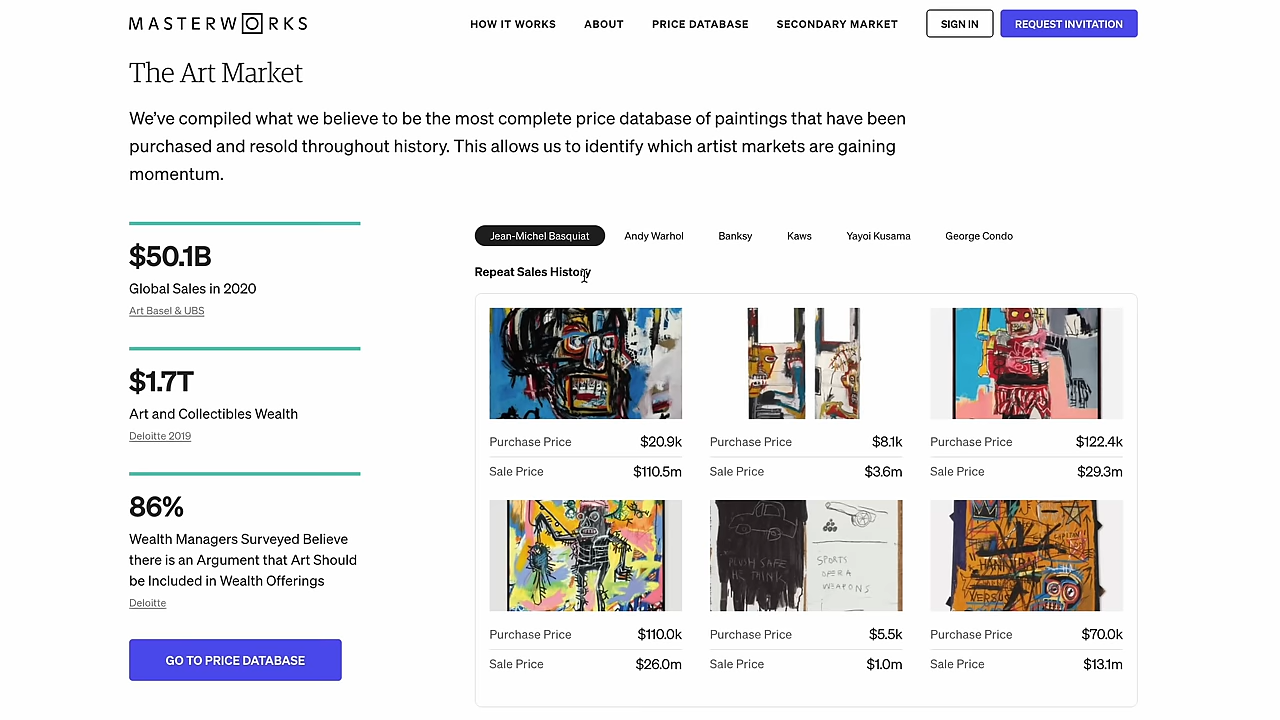 MASTERWORKS
HOW IT WORKS
ABOUT
PRICE DATABASE
SECONDARY MARKET
SIGN IN
REQUEST INVITATION
The Art Market
We’ve compiled what we believe to be the most complete price database of paintings that have been
purchased and resold throughout history. This allows us to identify which artist markets are gaining
momentum.
$50.1B
Global Sales in 2020
Art Basel & UBS
$1.7T
Art and Collectibles Wealth
Deloitte 2019
86%
Wealth Managers Surveyed Believe
there is an Argument that Art Should
be Included in Wealth Offerings
Deloitte
GO TO PRICE DATABASE
Jean-Michel Basquiat
Andy Warhol
Banksy
Kaws
Yayoi Kusama
George Condo
Repeat Sales History
Purchase Price $20.9k
Sale Price $110.5m
Purchase Price $8.1k
Sale Price $3.6m
Purchase Price $122.4k
Sale Price $29.3m
SPORTS
OPERA
WEAPONS
HANNIBAL
VERSUS
Purchase Price $110.0k
Sale Price $26.0m
Purchase Price $5.5k
Sale Price $1.0m
Purchase Price $70.0k
Sale Price $13.1m